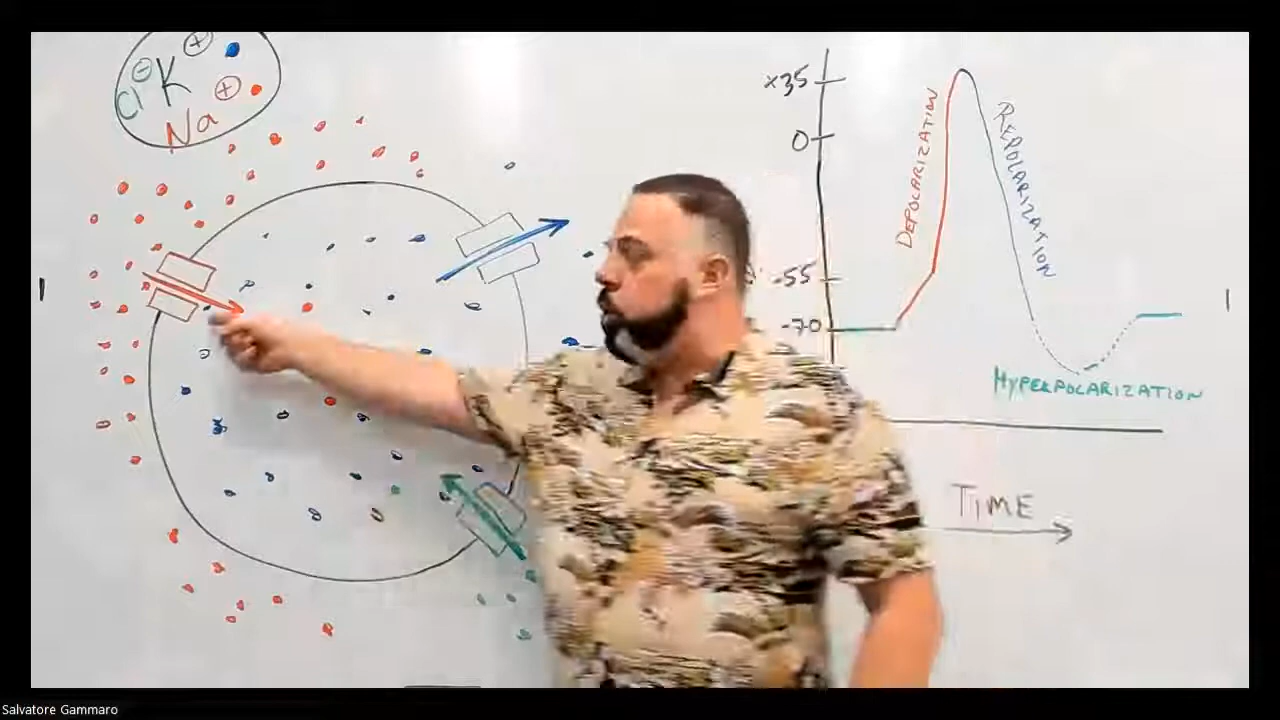 K +
Cl -
Na +
+35
0
-55
-70
DEPOLARIZATION
REPOLARIZATION
HYPERPOLARIZATION
TIME
Salvatore Gammaro